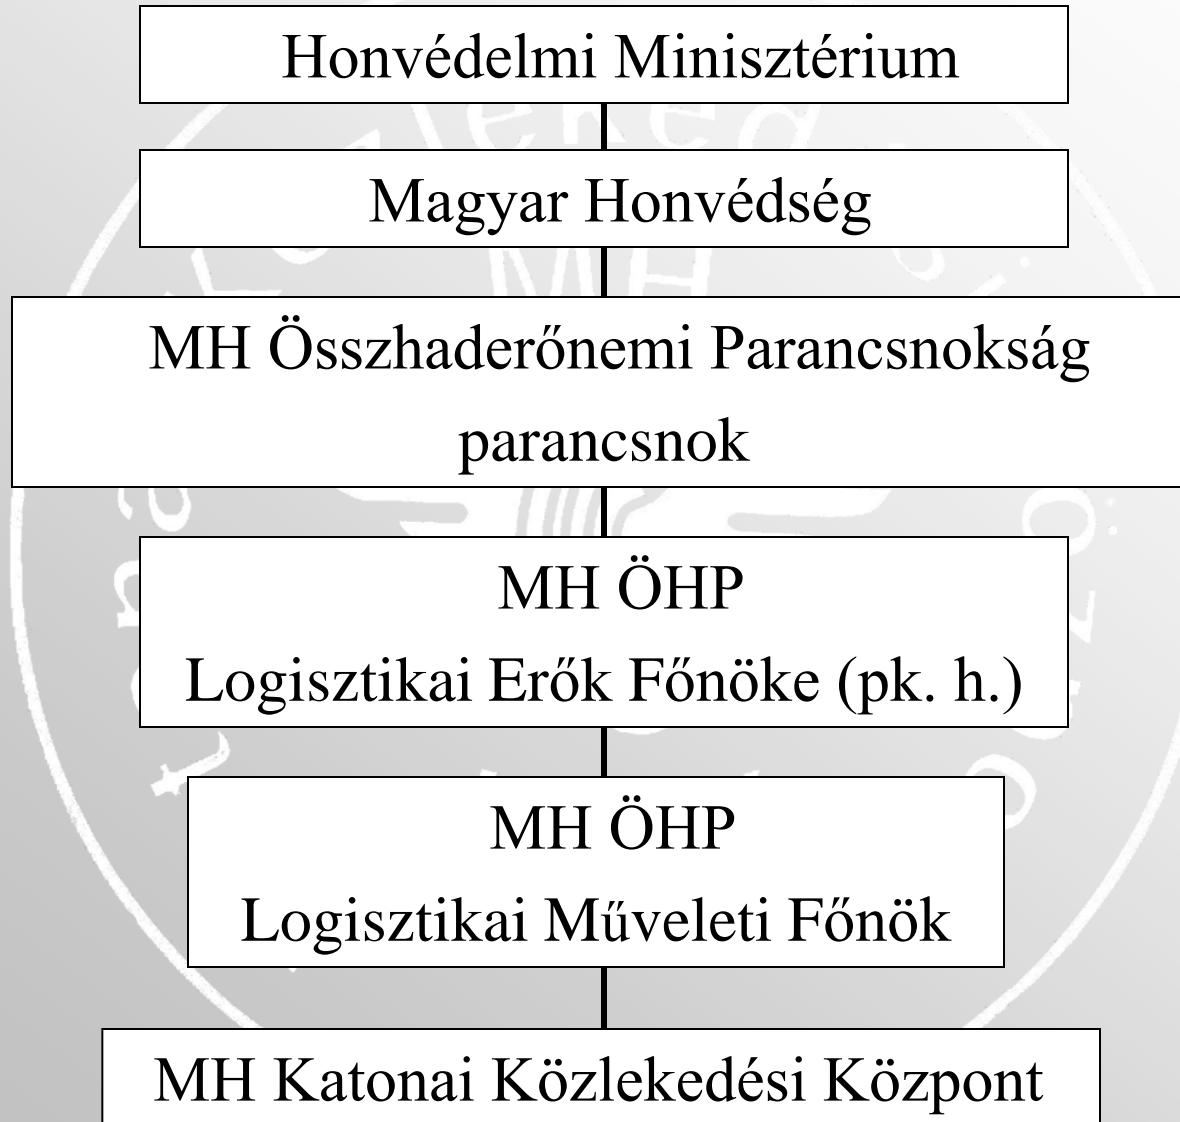 Honvédelmi Minisztérium
Magyar Honvédség
MH Összhaderőnemi Parancsnokság
parancsnok
MH ÖHP
Logisztikai Erők Főnöke (pk. h.)
MH ÖHP
Logisztikai Műveleti Főnök
MH Katonai Közlekedési Központ